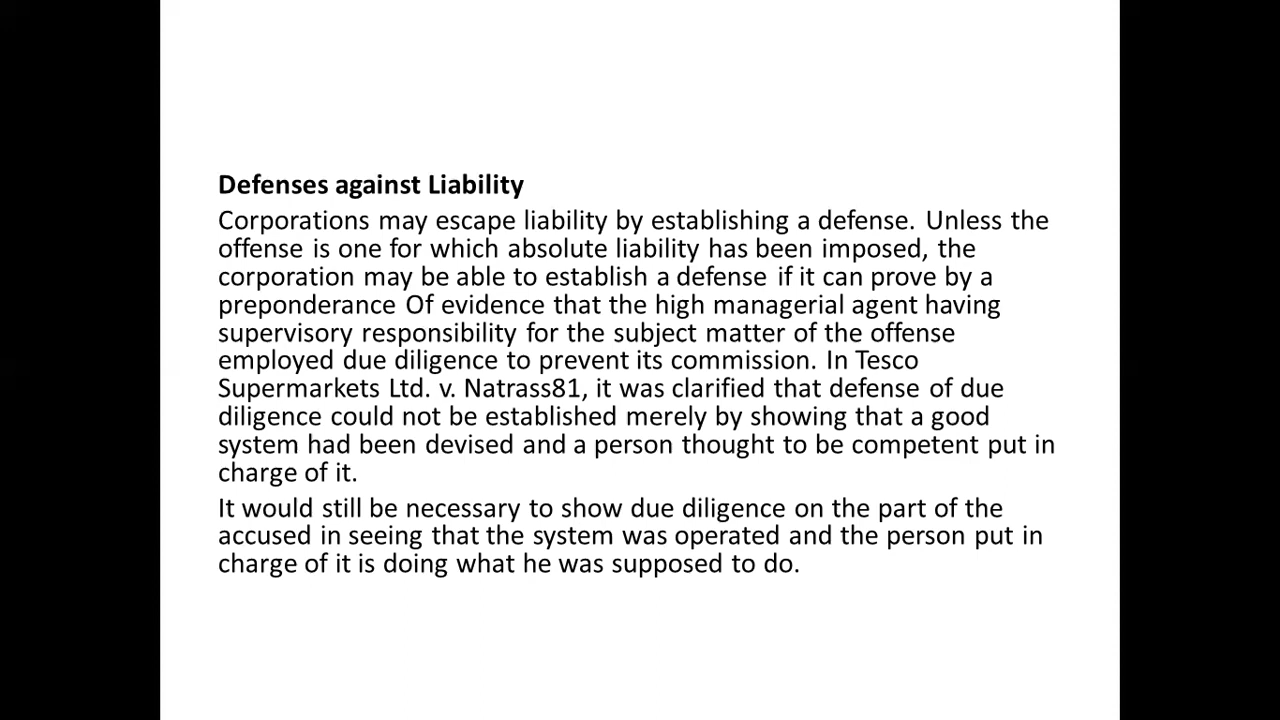 Defenses against Liability
Corporations may escape liability by establishing a defense. Unless the
offense is one for which absolute liability has been imposed, the
corporation may be able to establish a defense if it can prove by a
preponderance Of evidence that the high managerial agent having
supervisory responsibility for the subject matter of the offense
employed due diligence to prevent its commission. In Tesco
Supermarkets Ltd. v. Natrass81, it was clarified that defense of due
diligence could not be established merely by showing that a good
system had been devised and a person thought to be competent put in
charge of it.
It would still be necessary to show due diligence on the part of the
accused in seeing that the system was operated and the person put in
charge of it is doing what he was supposed to do.